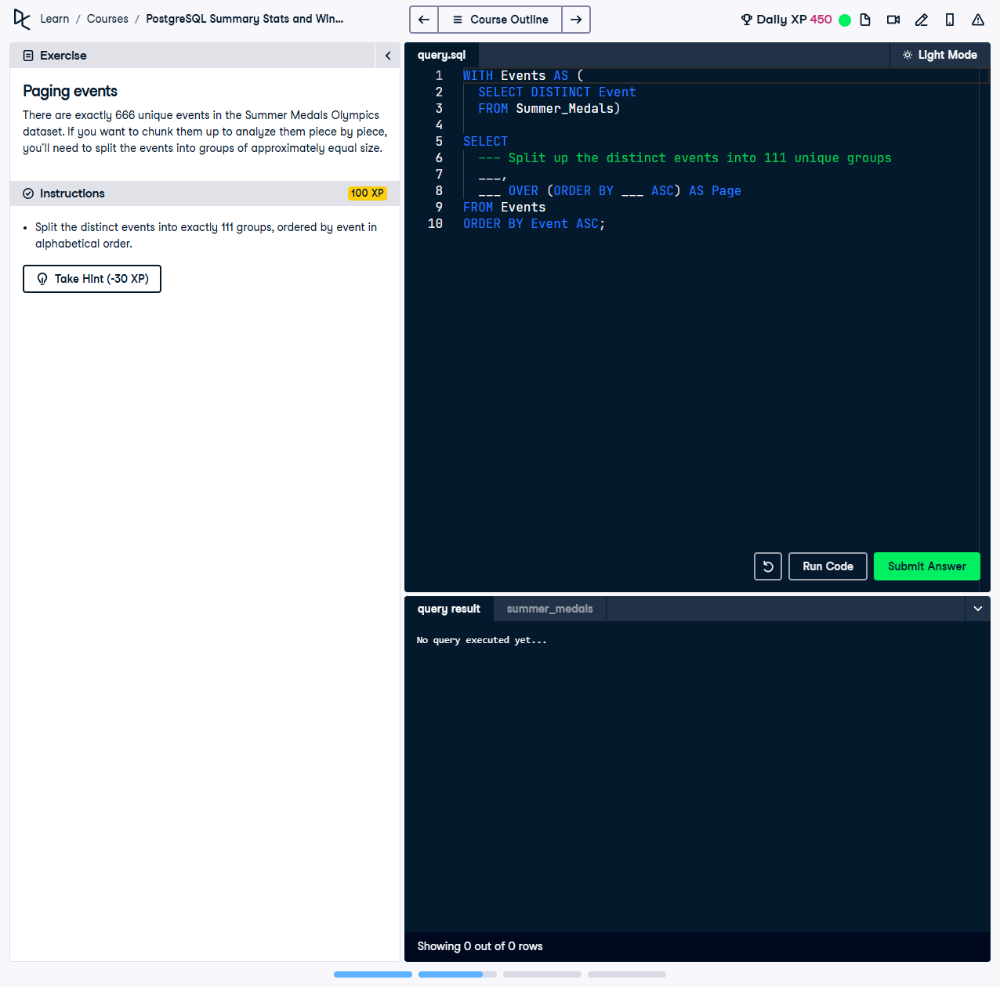 Learn / Courses / PostgreSQL Summary Stats and Win...
Course Outline
Daily XP 450
Exercise
Paging events
There are exactly 666 unique events in the Summer Medals Olympics
dataset. If you want to chunk them up to analyze them piece by piece,
you'll need to split the events into groups of approximately equal size.
Instructions
100 XP
• Split the distinct events into exactly 111 groups, ordered by event in
alphabetical order.
Take Hint (-30 XP)
query.sql
Light Mode
1 WITH Events AS (
2 SELECT DISTINCT Event
3 FROM Summer_Medals)
4
5 SELECT
6 --- Split up the distinct events into 111 unique groups
7 ___,
8 ___ OVER (ORDER BY ___ ASC) AS Page
9 FROM Events
10 ORDER BY Event ASC;
Run Code
Submit Answer
query result
summer_medals
No query executed yet...
Showing 0 out of 0 rows